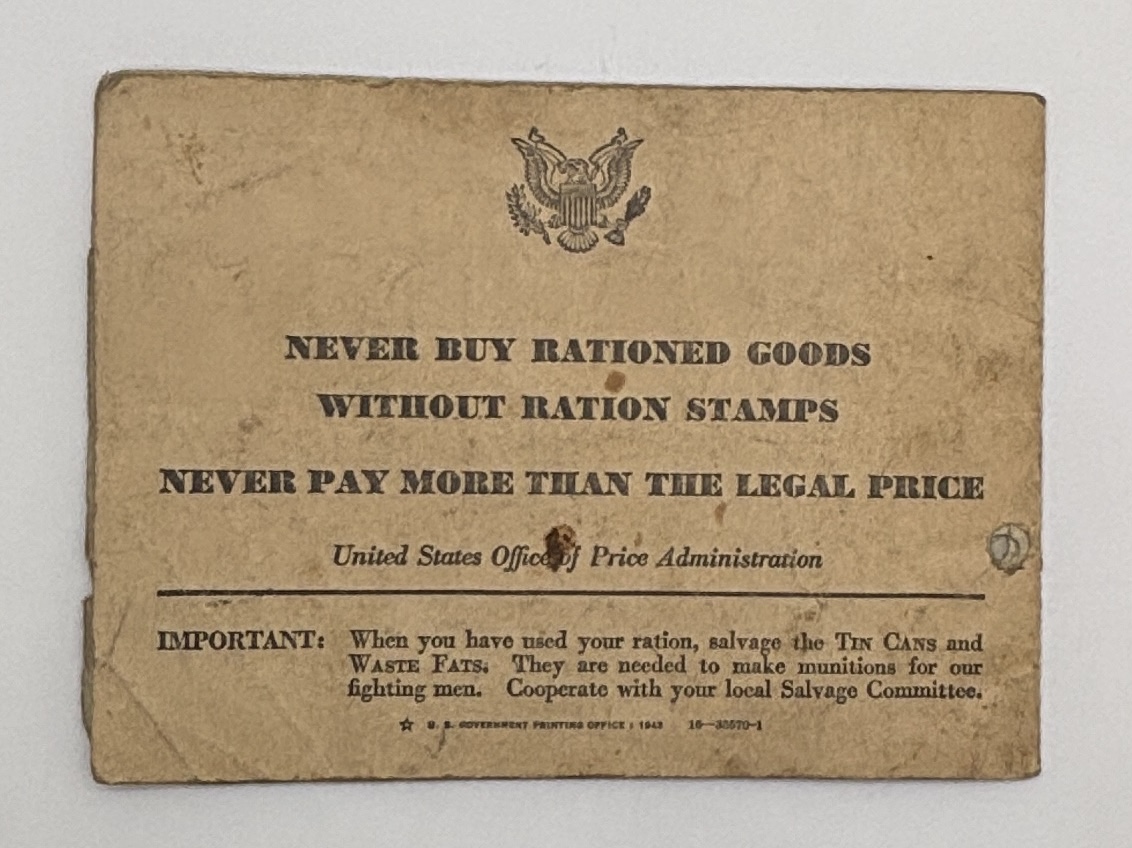 NEVER BUY RATIONED GOODS
WITHOUT RATION STAMPS
NEVER PAY MORE THAN THE LEGAL PRICE
United States Office of Price Administration
IMPORTANT: When you have used your ration, salvage the TIN CANS and
WASTE FATS. They are needed to make munitions for our
fighting men. Cooperate with your local Salvage Committee.
☆ U. S. GOVERNMENT PRINTING OFFICE : 1943